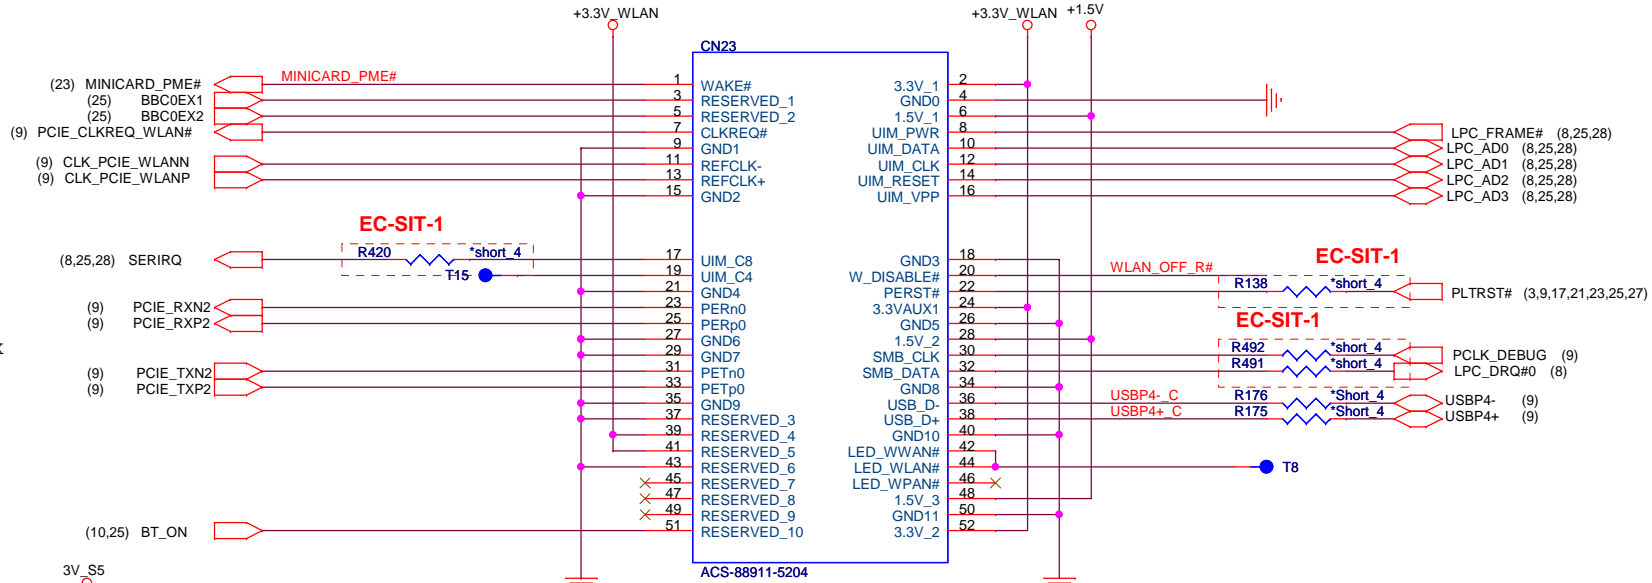 +3.3V_WLAN +3.3V_WLAN +1.5V
CN23
(23) MINICARD_PME# MINICARD_PME# 1 WAKE# 3.3V_1 2
(25) BBC0EX1 3 RESERVED_1 GND0 4
(25) BBC0EX2 5 RESERVED_2 1.5V_1 6
(9) PCIE_CLKREQ_WLAN# 7 CLKREQ# UIM_PWR 8 LPC_FRAME# (8,25,28)
9 GND1 UIM_DATA 10 LPC_AD0 (8,25,28)
(9) CLK_PCIE_WLANN 11 REFCLK- UIM_CLK 12 LPC_AD1 (8,25,28)
(9) CLK_PCIE_WLANP 13 REFCLK+ UIM_RESET 14 LPC_AD2 (8,25,28)
15 GND2 UIM_VPP 16 LPC_AD3 (8,25,28)
EC-SIT-1
(8,25,28) SERIRQ R420 *short_4 17 UIM_C8 GND3 18
EC-SIT-1
T15 19 UIM_C4 W_DISABLE# 20 WLAN_OFF_R#
21 GND4 PERST# 22 R138 *short_4 PLTRST# (3,9,17,21,23,25,27)
(9) PCIE_RXN2 23 PERn0 3.3VAUX1 24
(9) PCIE_RXP2 25 PERp0 GND5 26
EC-SIT-1
27 GND6 1.5V_2 28
29 GND7 SMB_CLK 30 R492 *short_4 PCLK_DEBUG (9)
(9) PCIE_TXN2 31 PETn0 SMB_DATA 32 R491 *short_4 LPC_DRQ#0 (8)
(9) PCIE_TXP2 33 PETp0 GND8 34
35 GND9 USB_D- 36 USBP4-_C R176 *Short_4 USBP4- (9)
37 RESERVED_3 USB_D+ 38 USBP4+_C R175 *Short_4 USBP4+ (9)
39 RESERVED_4 GND10 40
41 RESERVED_5 LED_WWAN# 42
43 RESERVED_6 LED_WLAN# 44 T8
45 RESERVED_7 LED_WPAN# 46
47 RESERVED_8 1.5V_3 48
49 RESERVED_9 GND11 50
(10,25) BT_ON 51 RESERVED_10 3.3V_2 52
3V_S5
ACS-88911-5204